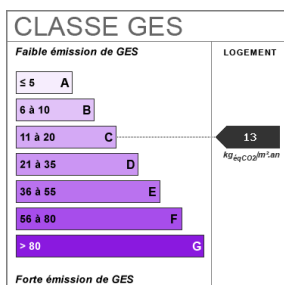 CLASSE GES
Faible émission de GES
LOGEMENT
≤ 5 A
6 à 10 B
11 à 20 C
13
kgéqCO2/m².an
21 à 35 D
36 à 55 E
56 à 80 F
> 80 G
Forte émission de GES